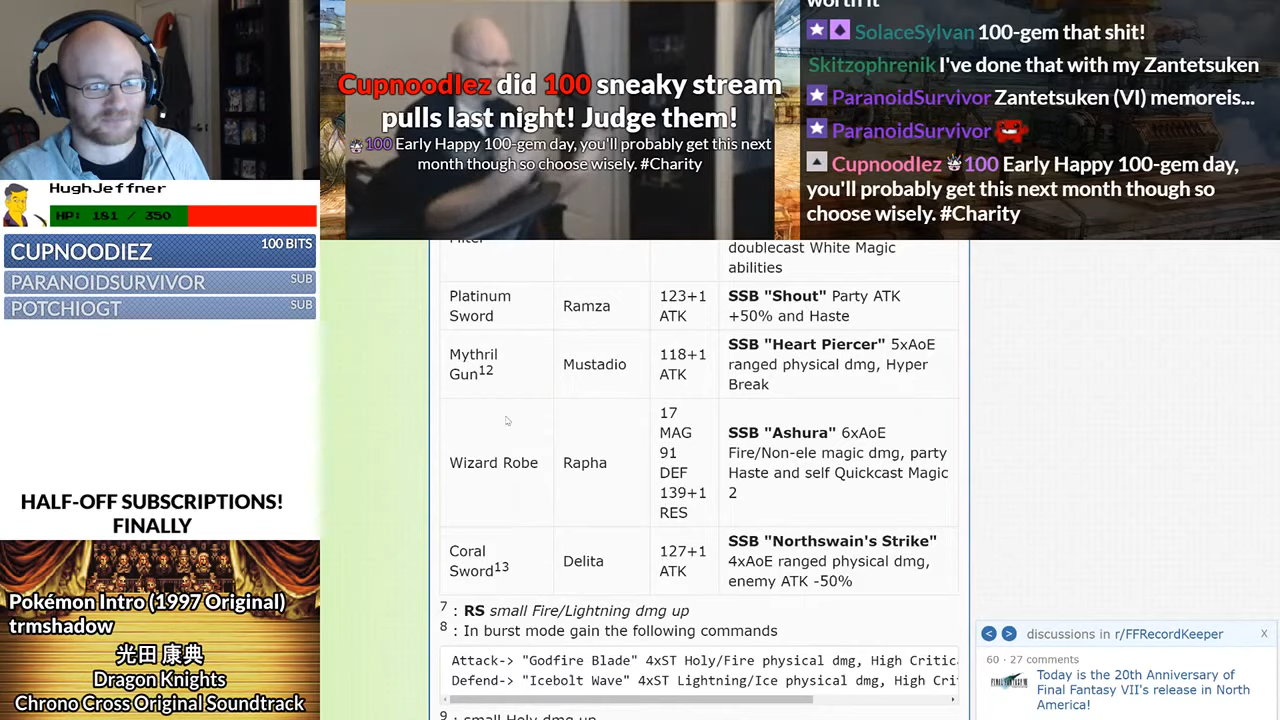 Cupnoodlez did 100 sneaky stream
pulls last night! Judge them!
100 Early Happy 100-gem day, you'll probably get this next
month though so choose wisely. #Charity
worth it
SolaceSylvan 100-gem that shit!
Skitzophrenik I've done that with my Zantetsuken
ParanoidSurvivor Zantetsuken (VI) memoreis...
ParanoidSurvivor
Cupnoodlez 100 Early Happy 100-gem day,
you'll probably get this next month though so
choose wisely. #Charity
HughJeffner
HP: 181 / 350
CUPNOODIEZ 100 BITS
PARANOIDSURVIVOR SUB
POTCHIOGT SUB
HALF-OFF SUBSCRIPTIONS!
FINALLY
Pokémon Intro (1997 Original)
trmshadow
光田 康典
Dragon Knights
Chrono Cross Original Soundtrack
doublecast White Magic
abilities
Platinum
Sword
Ramza
123+1
ATK
SSB "Shout" Party ATK
+50% and Haste
Mythril
Gun12
Mustadio
118+1
ATK
SSB "Heart Piercer" 5xAoE
ranged physical dmg, Hyper
Break
Wizard Robe
Rapha
17
MAG
91
DEF
139+1
RES
SSB "Ashura" 6xAoE
Fire/Non-ele magic dmg, party
Haste and self Quickcast Magic
2
Coral
Sword13
Delita
127+1
ATK
SSB "Northswain's Strike"
4xAoE ranged physical dmg,
enemy ATK -50%
7 : RS small Fire/Lightning dmg up
8 : In burst mode gain the following commands
Attack-> "Godfire Blade" 4xST Holy/Fire physical dmg, High Critica
Defend-> "Icebolt Wave" 4xST Lightning/Ice physical dmg, High Cri
9 : small Holy dmg up
discussions in r/FFRecordKeeper X
60 · 27 comments
Today is the 20th Anniversary of
Final Fantasy VII's release in North
America!